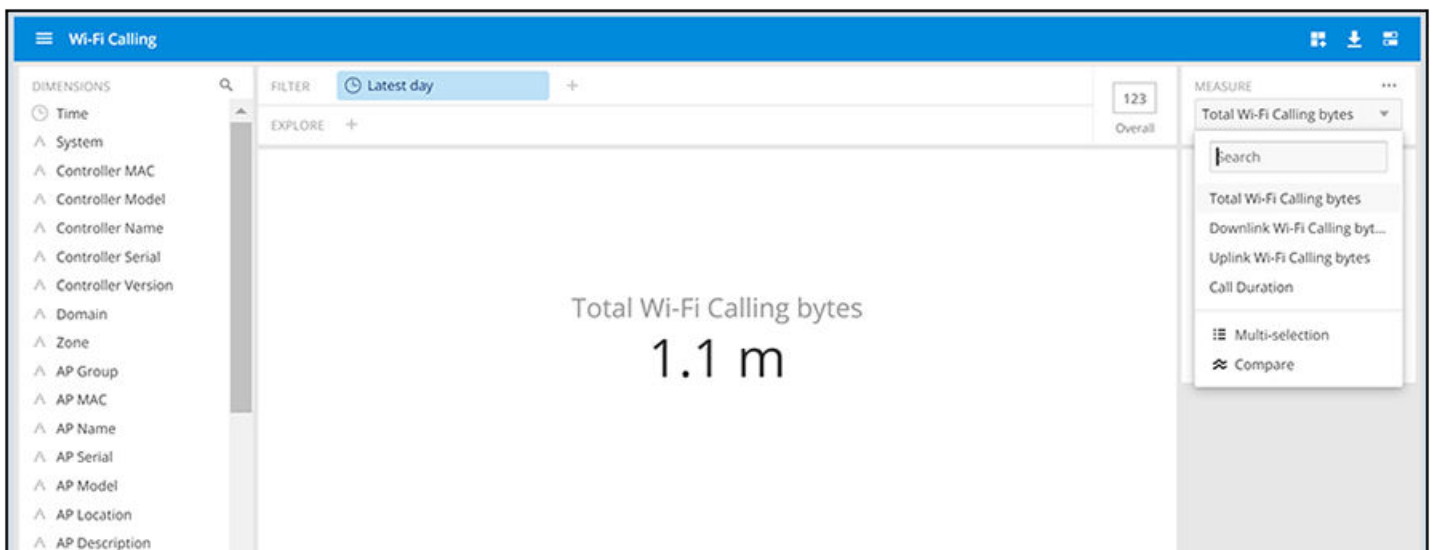 Wi-Fi Calling
DIMENSIONS
Time
System
Controller MAC
Controller Model
Controller Name
Controller Serial
Controller Version
Domain
Zone
AP Group
AP MAC
AP Name
AP Serial
AP Model
AP Location
AP Description
FILTER
Latest day
+
EXPLORE +
123
Overall
Total Wi-Fi Calling bytes
1.1 m
MEASURE
Total Wi-Fi Calling bytes
Search
Total Wi-Fi Calling bytes
Downlink Wi-Fi Calling byt...
Uplink Wi-Fi Calling bytes
Call Duration
Multi-selection
Compare